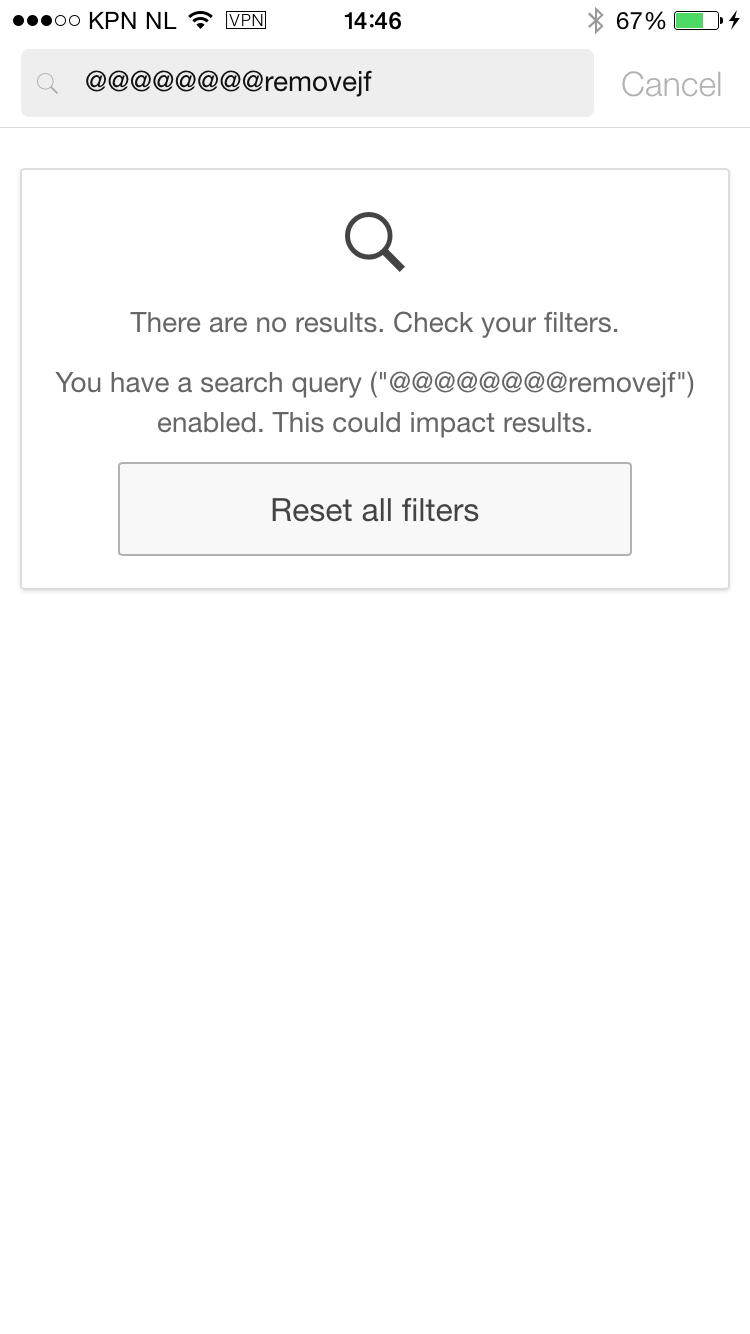 KPN NL VPN 14:46 67%
@@@@@@@@removejf Cancel
There are no results. Check your filters.
You have a search query ("@@@@@@@@removejf")
enabled. This could impact results.
Reset all filters